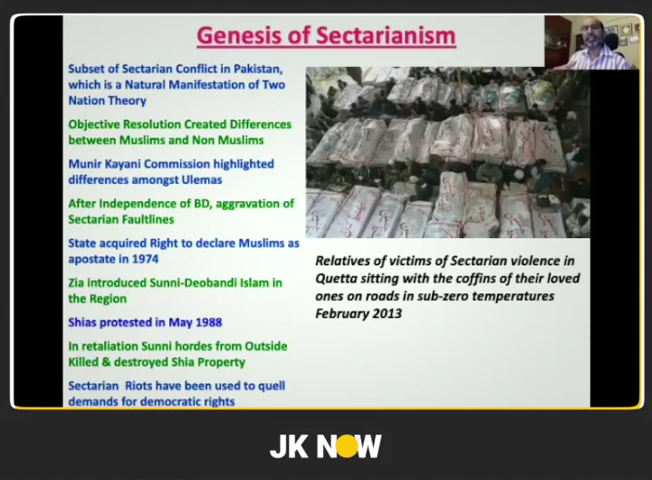 Genesis of Sectarianism
Subset of Sectarian Conflict in Pakistan,
which is a Natural Manifestation of Two
Nation Theory
Objective Resolution Created Differences
between Muslims and Non Muslims
Munir Kayani Commission highlighted
differences amongst Ulemas
After Independence of BD, aggravation of
Sectarian Faultlines
State acquired Right to declare Muslims as
apostate in 1974
Zia introduced Sunni-Deobandi Islam in
the Region
Shias protested in May 1988
In retaliation Sunni hordes from Outside
Killed & destroyed Shia Property
Sectarian Riots have been used to quell
demands for democratic rights
Relatives of victims of Sectarian violence in
Quetta sitting with the coffins of their loved
ones on roads in sub-zero temperatures
February 2013
JK NOW